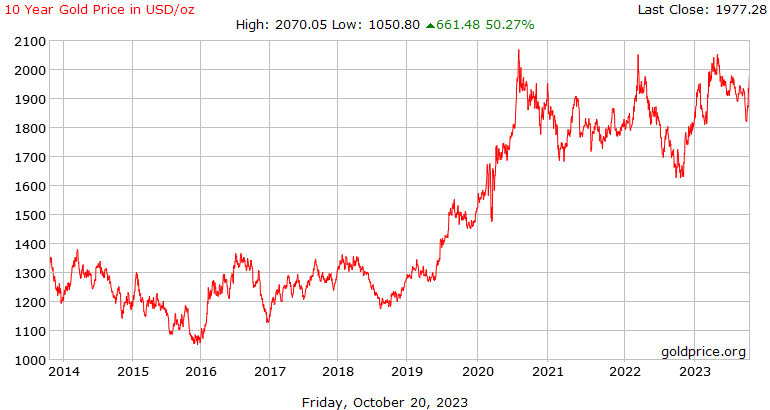 10 Year Gold Price in USD/oz Last Close: 1977.28
High: 2070.05 Low: 1050.80 ▲661.48 50.27%
2100
2000
1900
1800
1700
1600
1500
1400
1300
1200
1100
1000
goldprice.org
2014 2015 2016 2017 2018 2019 2020 2021 2022 2023
Friday, October 20, 2023